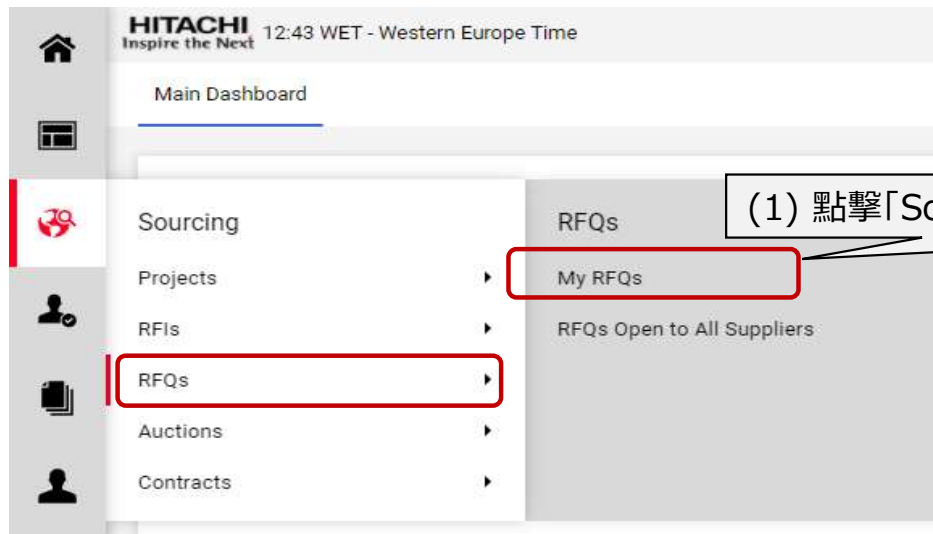 HITACHI
Inspire the Next
12:43 WET - Western Europe Time
Main Dashboard
Sourcing
Projects
RFIs
RFQs
Auctions
Contracts
RFQs
My RFQs
RFQs Open to All Suppliers
(1) 點擊「So